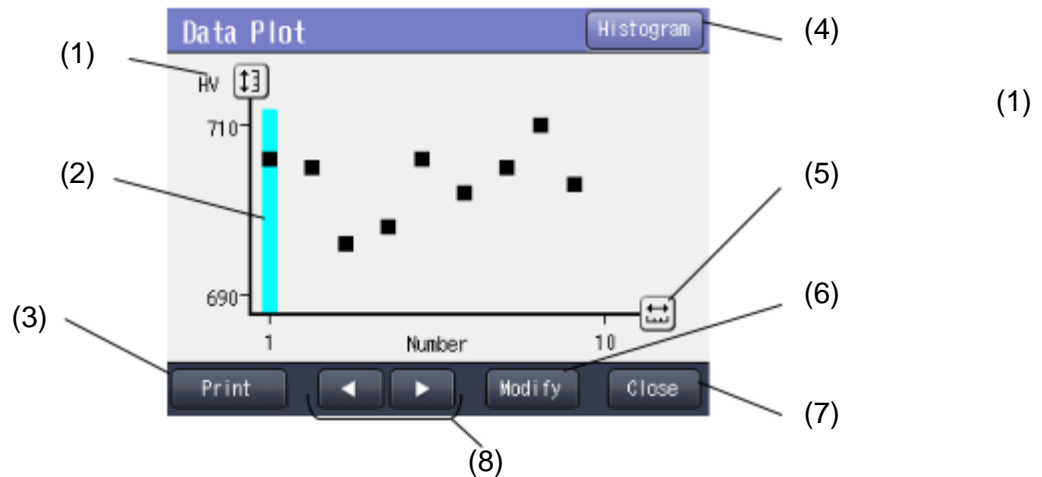 Data Plot
Histogram
(4)
(1)
HV
(1)
710
(2)
(5)
690
(6)
(3)
1
Number
10
Print
Modify
Close
(7)
(8)